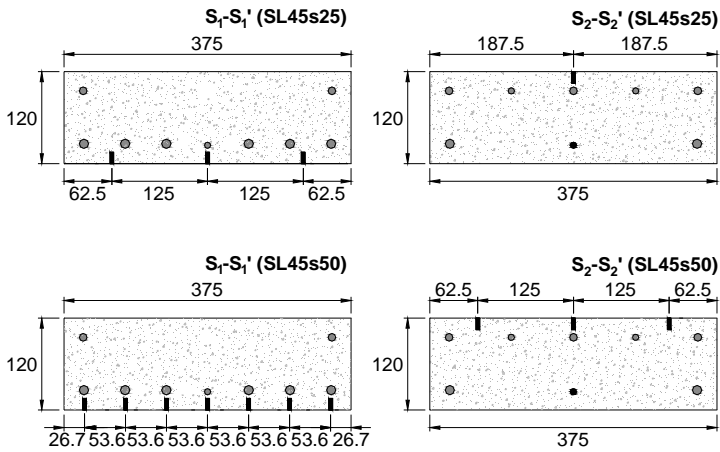 S₁-S₁' (SL45s25)
375
120
62.5 125 125 62.5
S₂-S₂' (SL45s25)
187.5 187.5
120
375
S₁-S₁' (SL45s50)
375
120
26.7 53.6 53.6 53.6 53.6 53.6 53.6 26.7
S₂-S₂' (SL45s50)
62.5 125 125 62.5
120
375